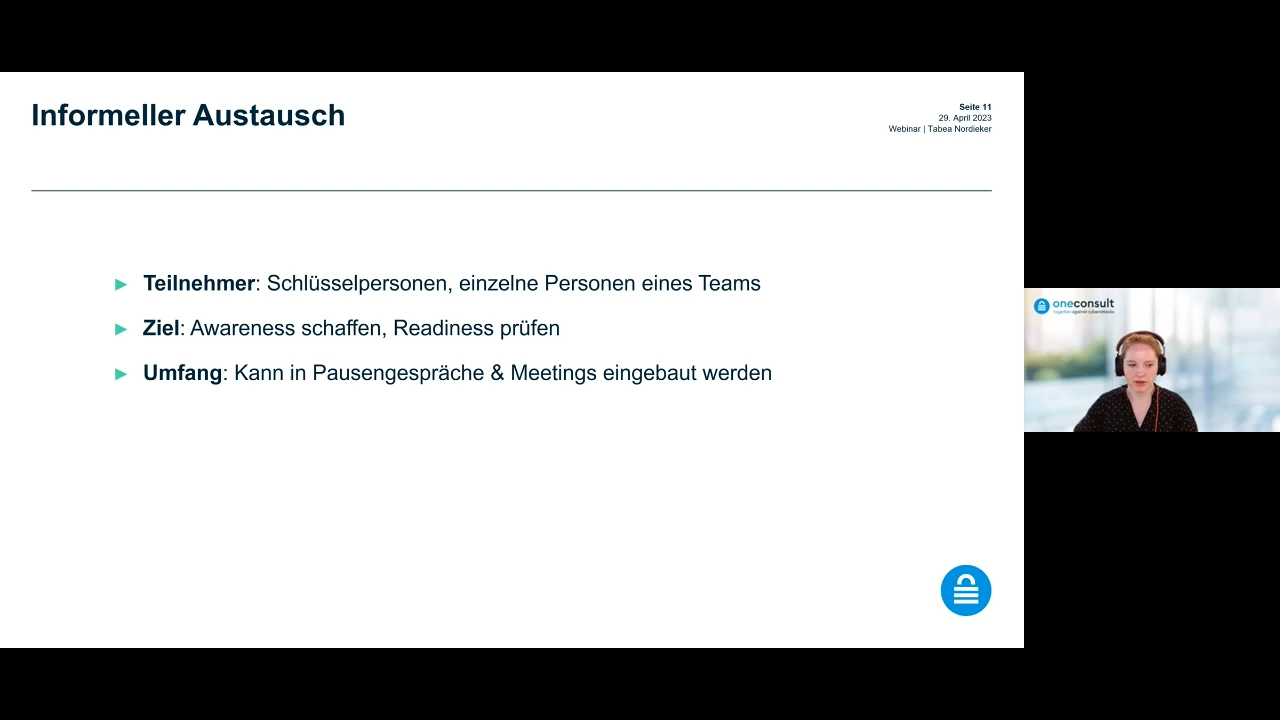 Informeller Austausch
Seite 11
29. April 2023
Webinar | Tabea Nordieker
► Teilnehmer: Schlüsselpersonen, einzelne Personen eines Teams
► Ziel: Awareness schaffen, Readiness prüfen
► Umfang: Kann in Pausengespräche & Meetings eingebaut werden
oneconsult
together against cyberattacks